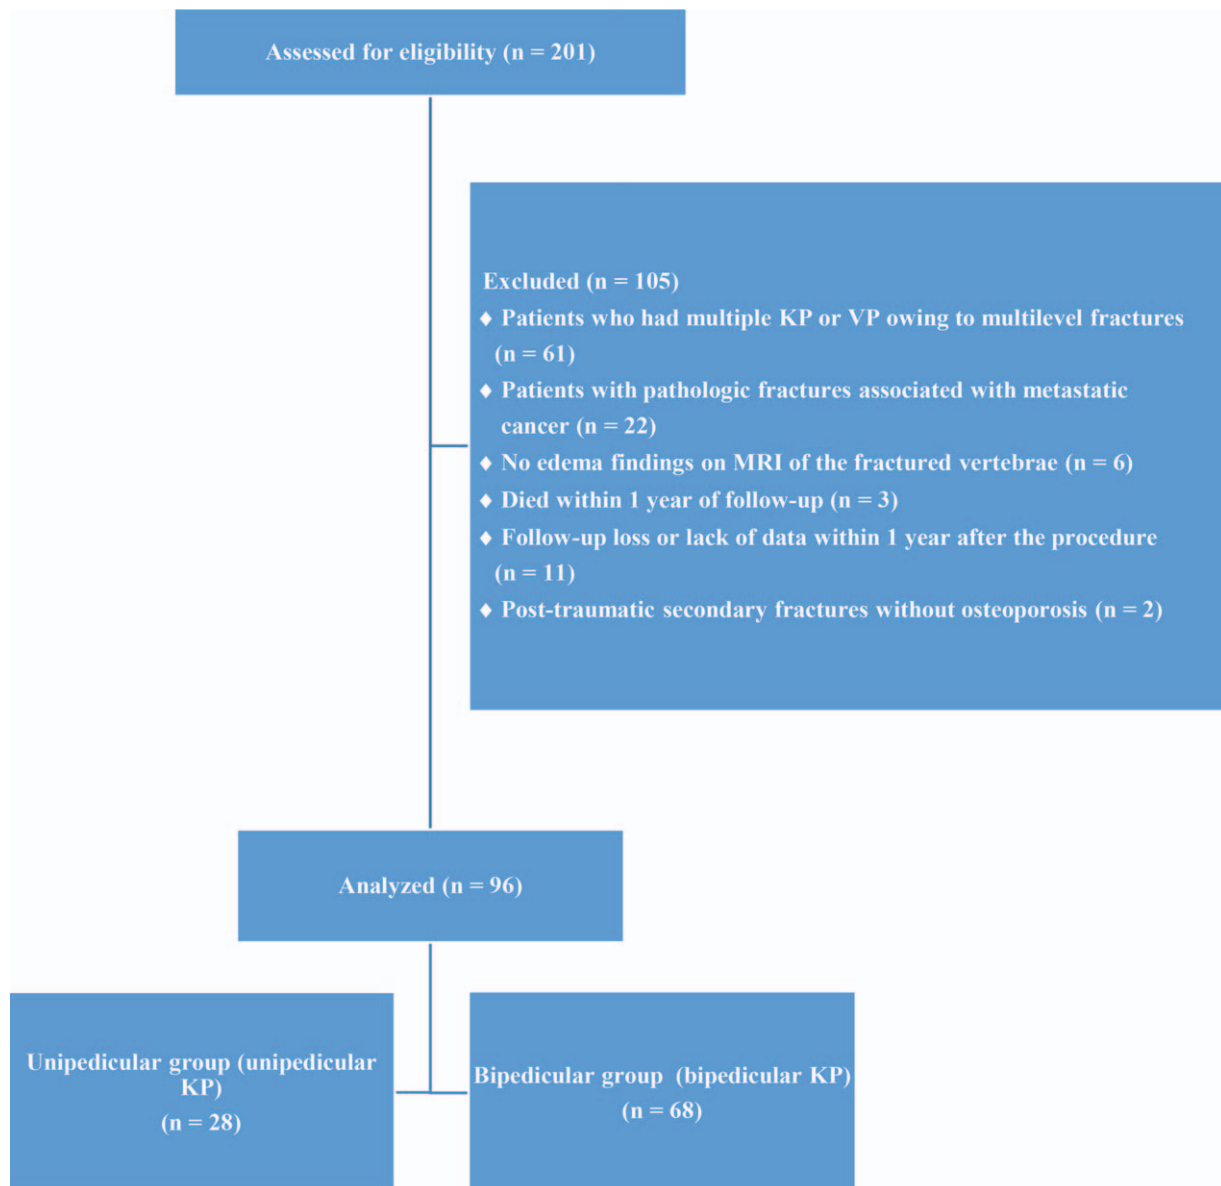 Assessed for eligibility (n = 201)
Excluded (n = 105)
♦ Patients who had multiple KP or VP owing to multilevel fractures
(n = 61)
♦ Patients with pathologic fractures associated with metastatic
cancer (n = 22)
♦ No edema findings on MRI of the fractured vertebrae (n = 6)
♦ Died within 1 year of follow-up (n = 3)
♦ Follow-up loss or lack of data within 1 year after the procedure
(n = 11)
♦ Post-traumatic secondary fractures without osteoporosis (n = 2)
Analyzed (n = 96)
Unipedicular group (unipedicular
KP)
(n = 28)
Bipedicular group (bipedicular KP)
(n = 68)